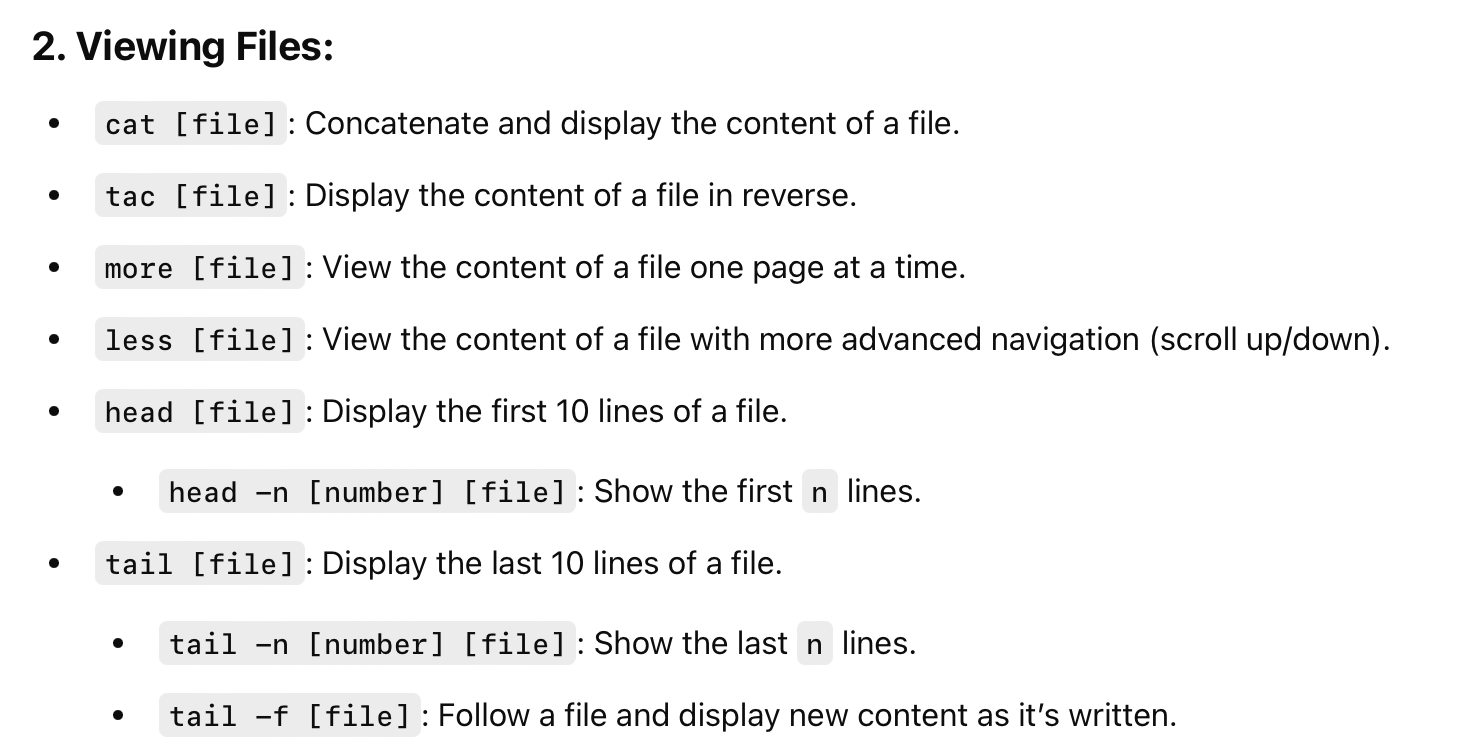 2. Viewing Files:
• cat [file]: Concatenate and display the content of a file.
• tac [file]: Display the content of a file in reverse.
• more [file]: View the content of a file one page at a time.
• less [file]: View the content of a file with more advanced navigation (scroll up/down).
• head [file]: Display the first 10 lines of a file.
• head -n [number] [file]: Show the first n lines.
• tail [file]: Display the last 10 lines of a file.
• tail -n [number] [file]: Show the last n lines.
• tail -f [file]: Follow a file and display new content as it’s written.